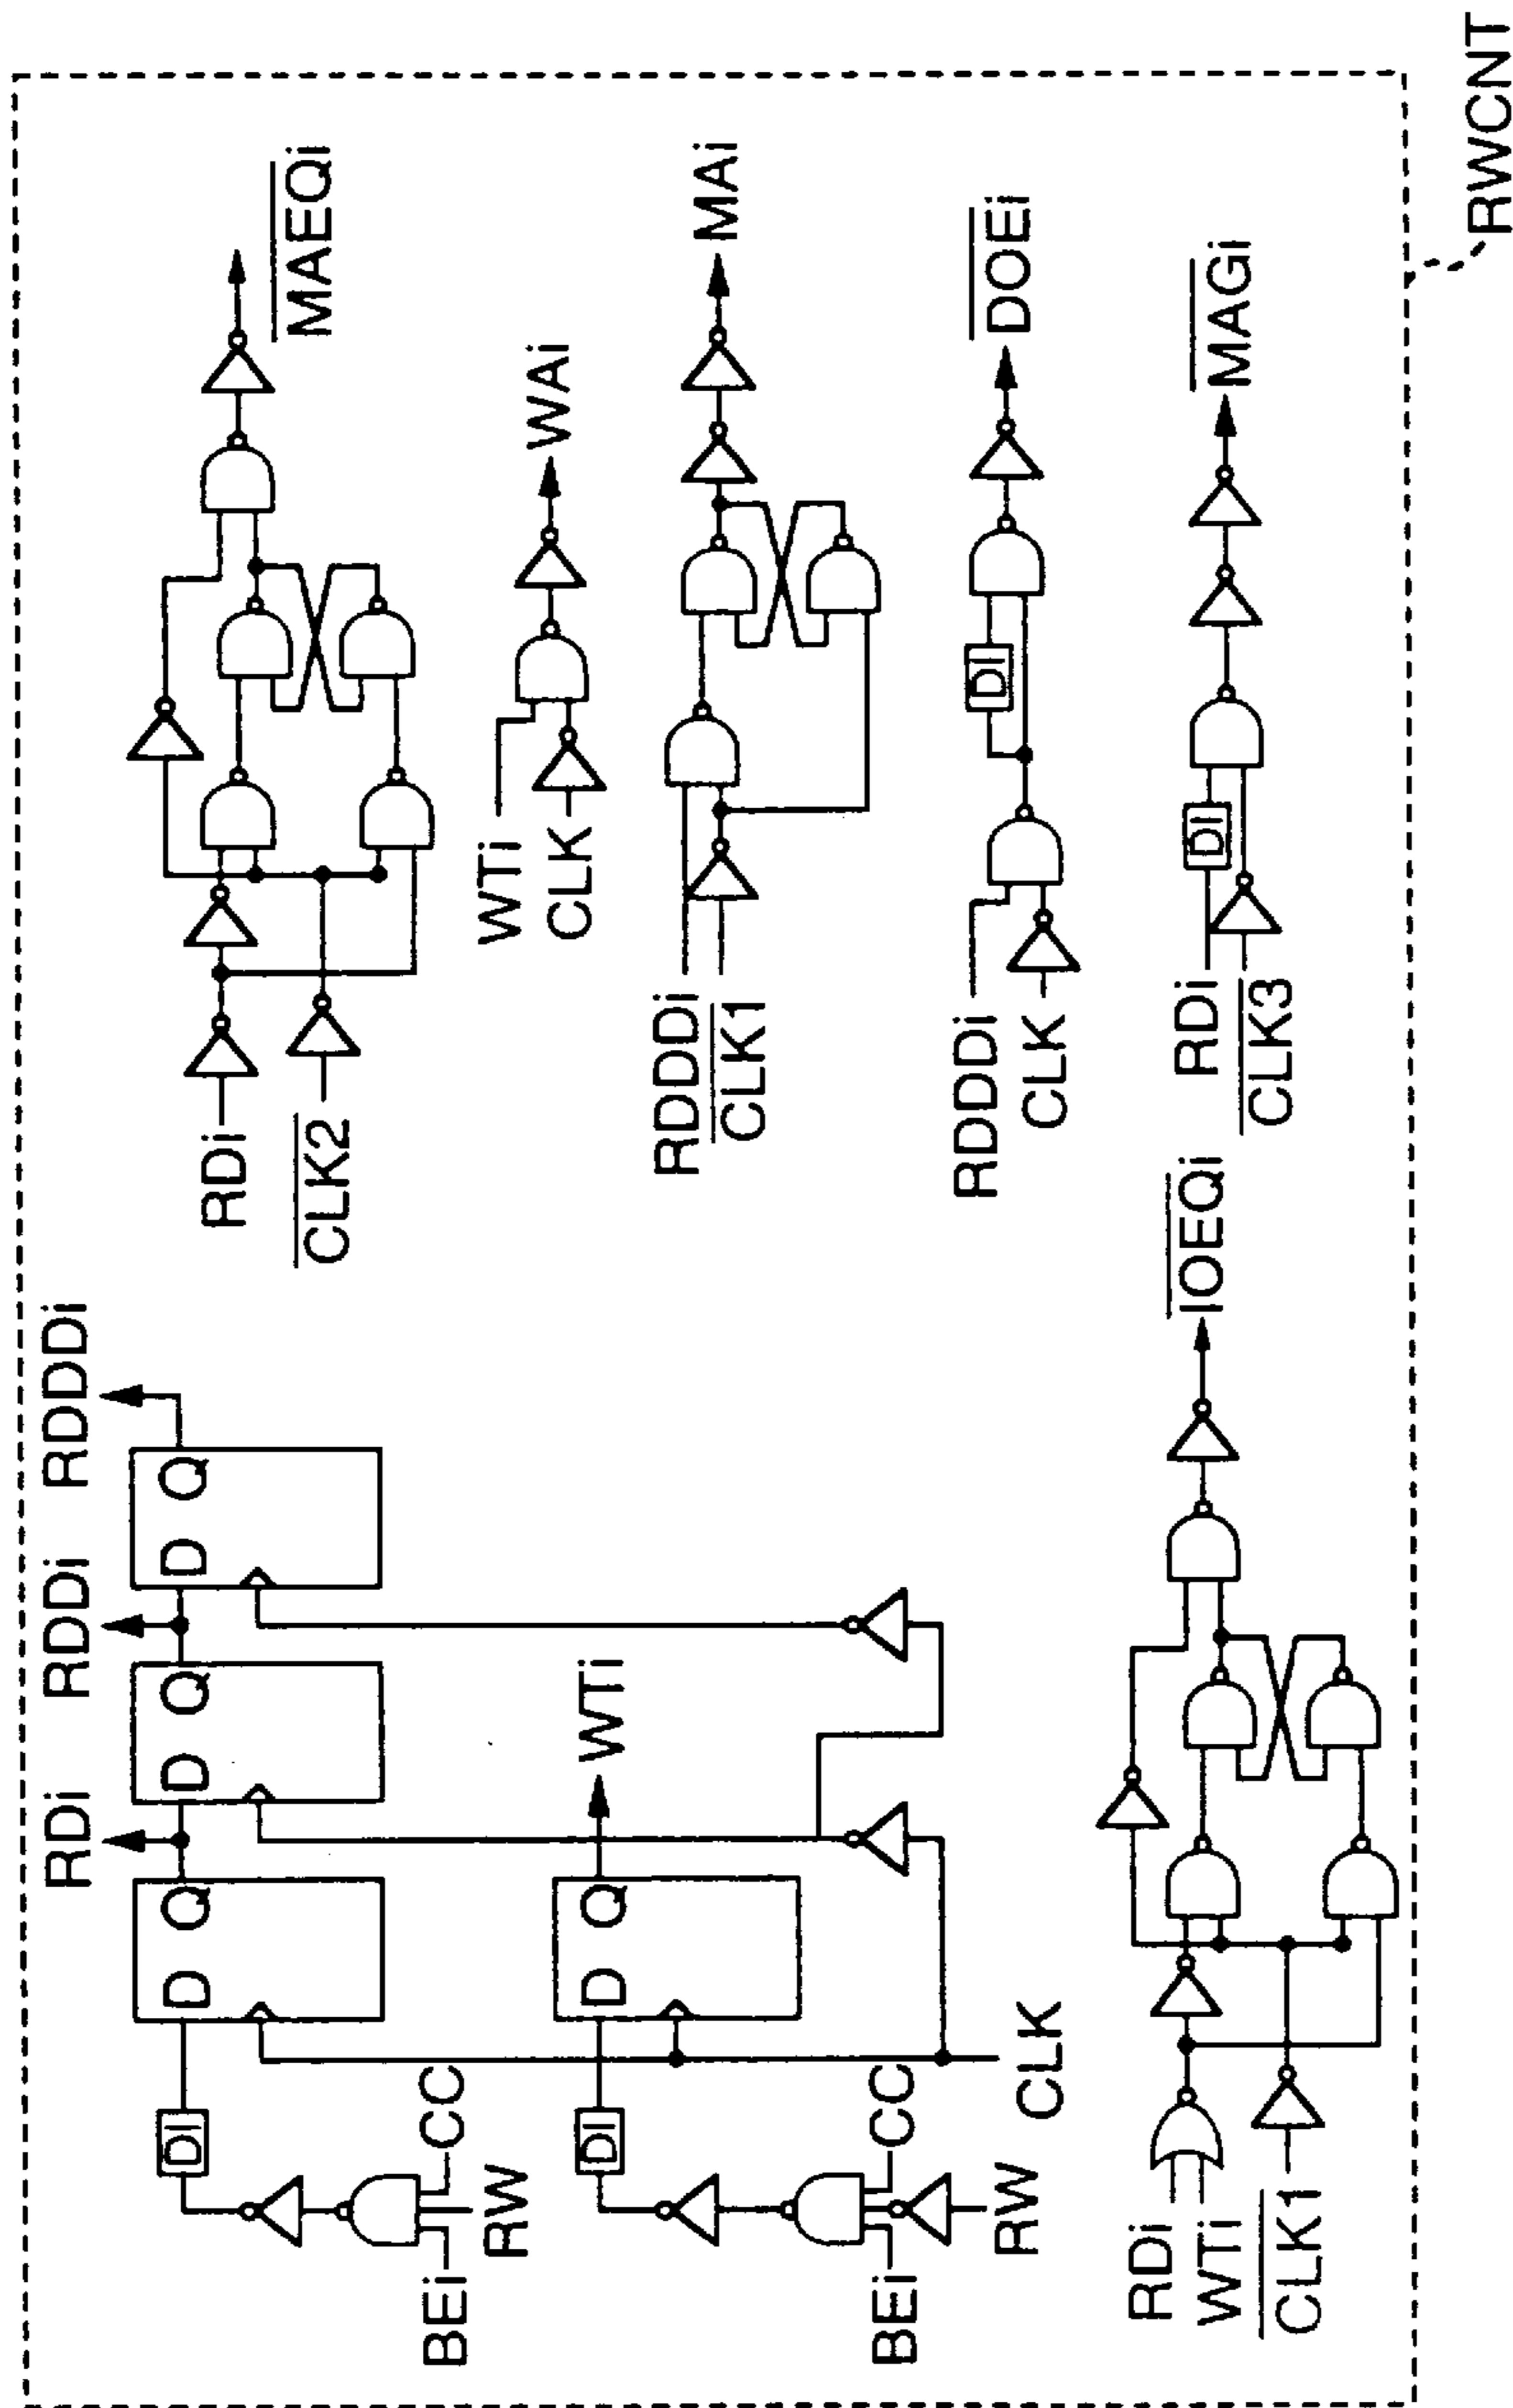 RDi
RDDi
RDDDi
DI
D Q
D Q
D Q
BEi
RW
CC
WTi
DI
D Q
BEi
RW
CC
CLK
RDi
CLK2
MAEQi
WTi
CLK
WAi
RDDDi
CLK1
MAi
RDDDi
CLK
DI
DOEi
RDi
WTi
CLK1
IOEQi
RDi
CLK3
DI
MAGi
RWCNT